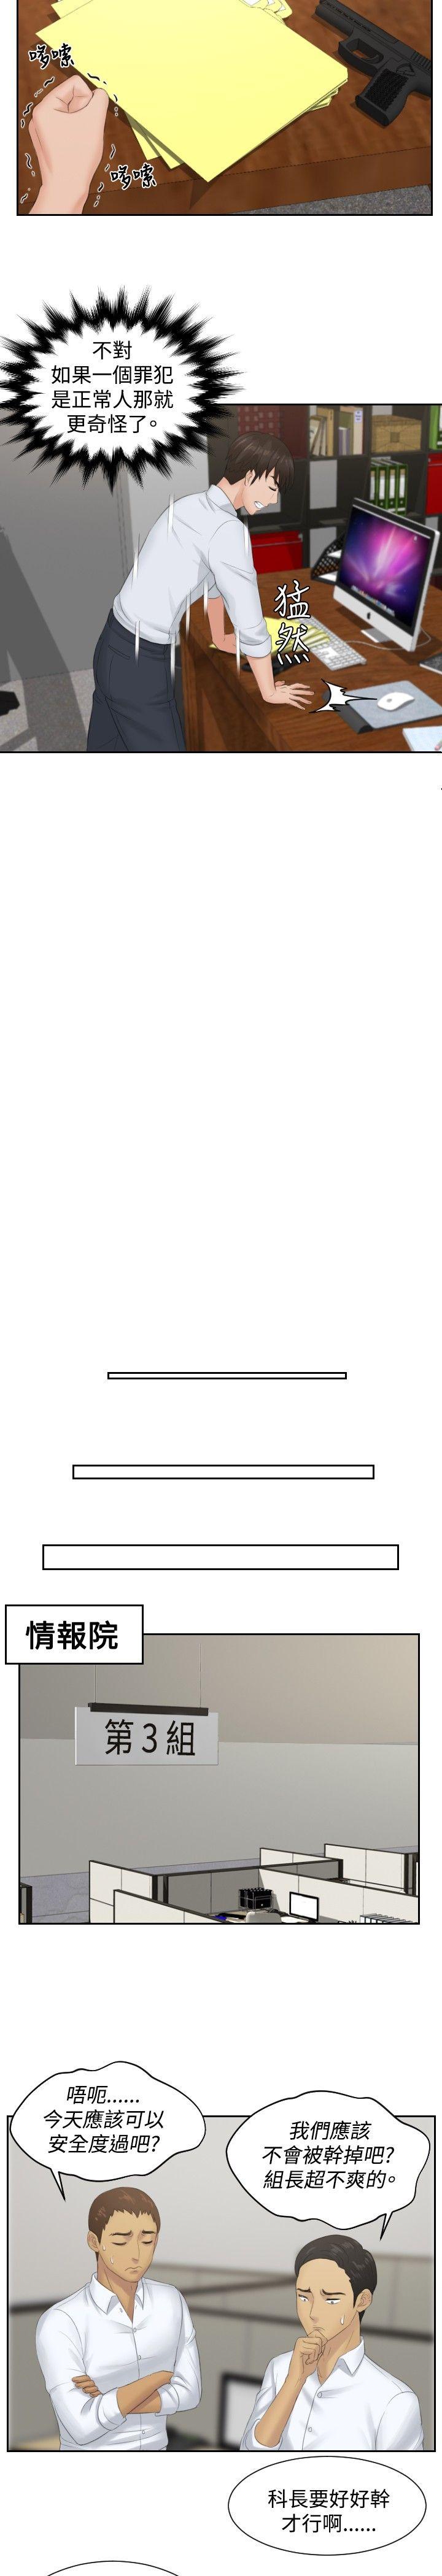 哆嗦
哆嗦
不對
如果一個罪犯
是正常人那就
更奇怪了。
猛然
情報院
第3組
唔呃......
今天應該可以
安全度過吧?
我們應該
不會被幹掉吧?
組長超不爽的。
科長要好好幹
才行啊......